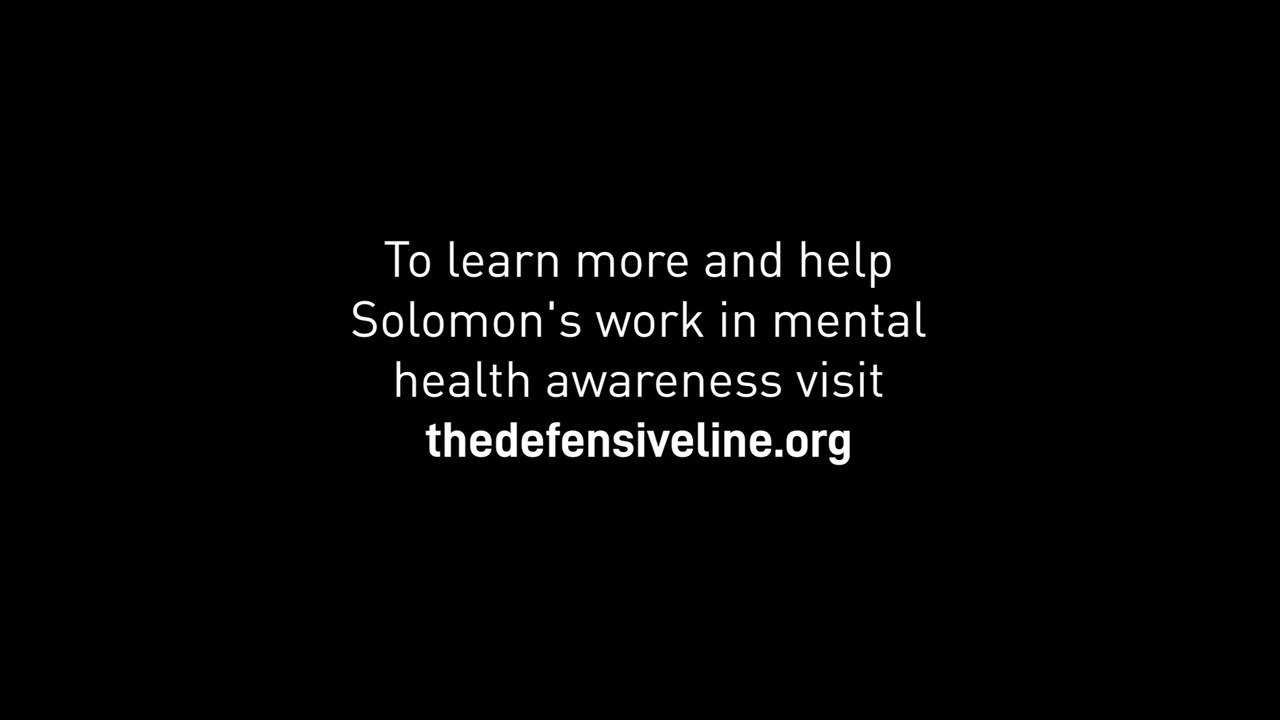 To learn more and help
Solomon's work in mental
health awareness visit
thedefensiveline.org